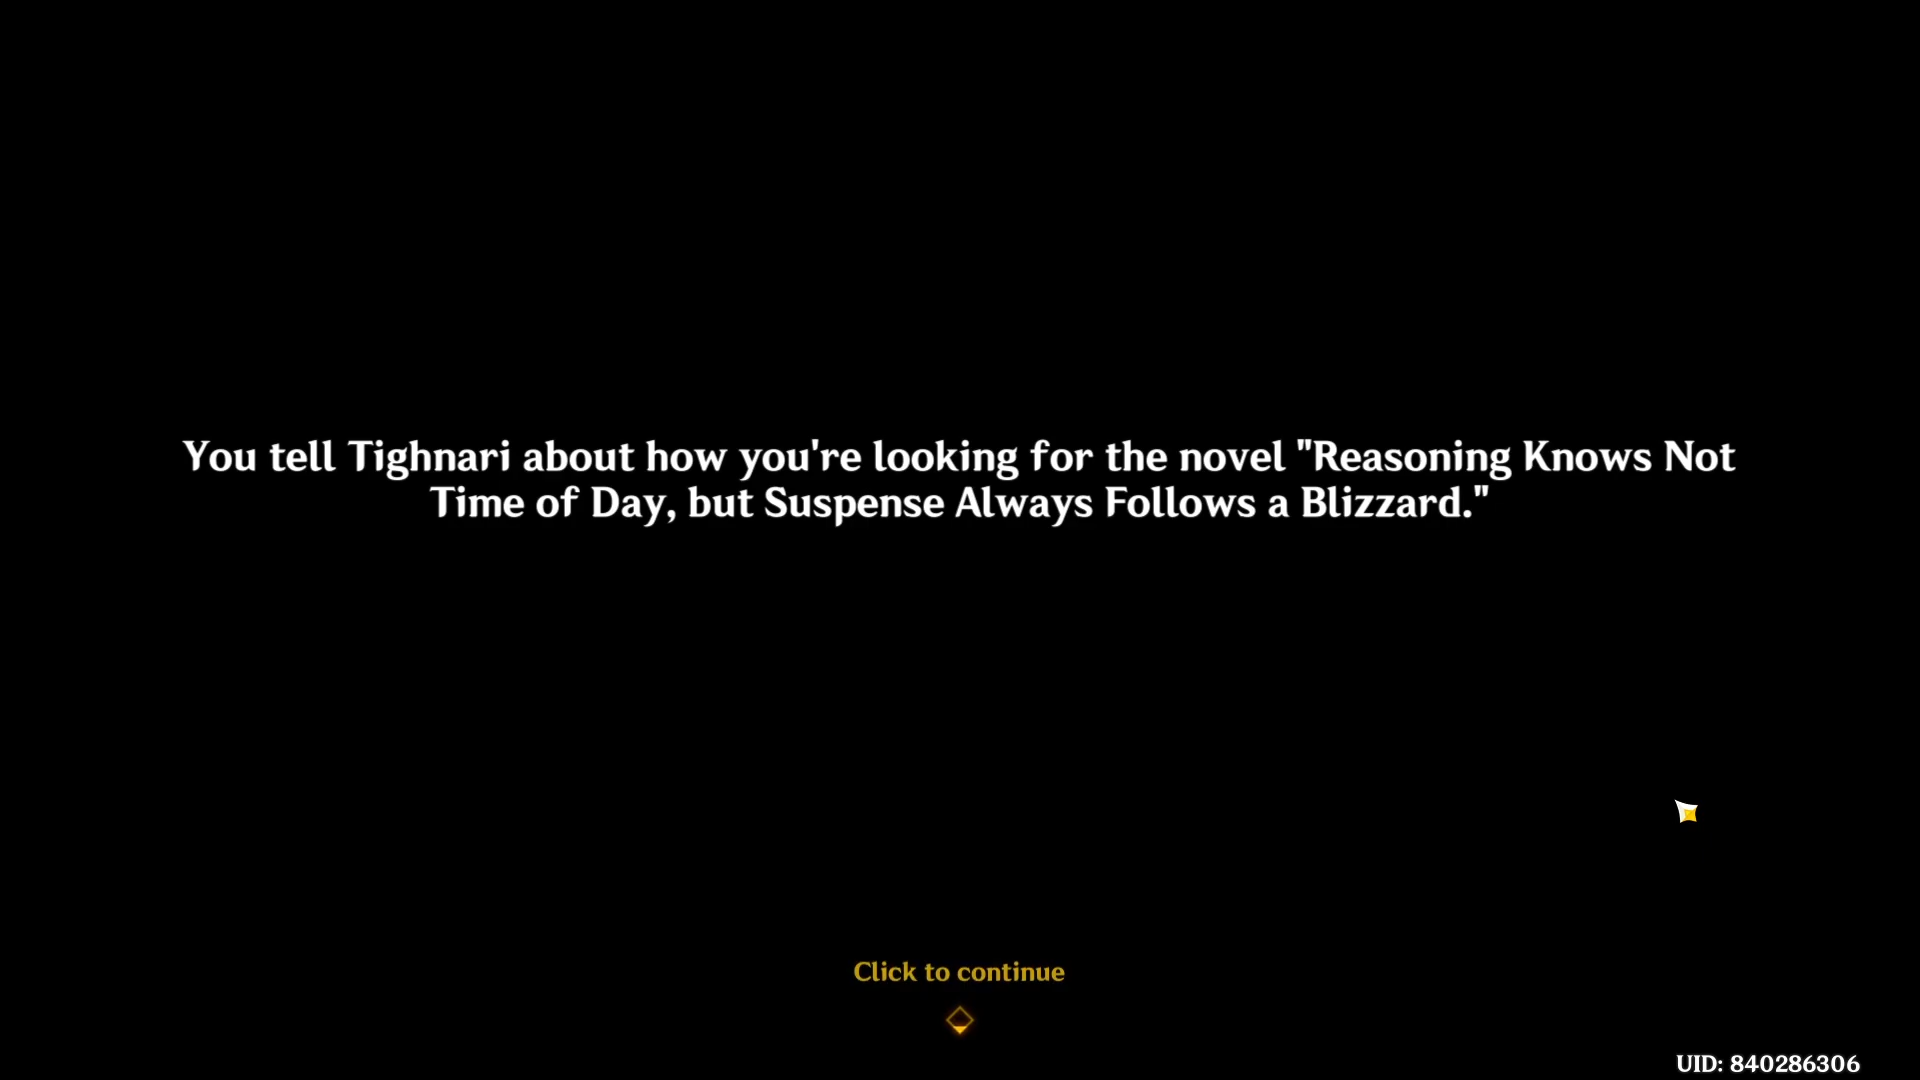 You tell Tighnari about how you're looking for the novel "Reasoning Knows Not
Time of Day, but Suspense Always Follows a Blizzard."
Click to continue
UID: 840286306